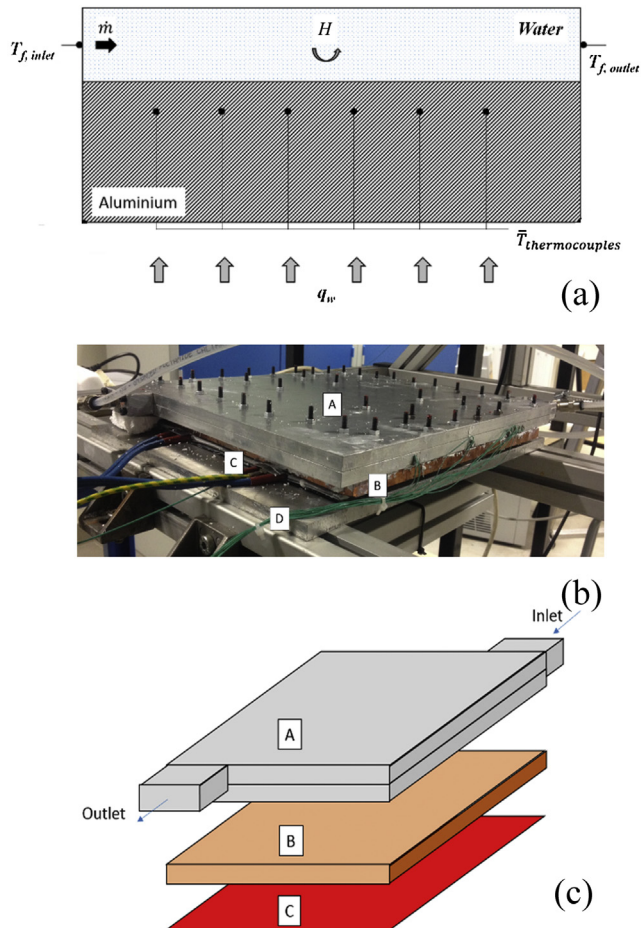 ṁ
H
Water
T_f, inlet
T_f, outlet
Aluminium
T̄_thermocouples
q_w
(a)
A
C
B
D
(b)
Inlet
A
Outlet
B
C
(c)